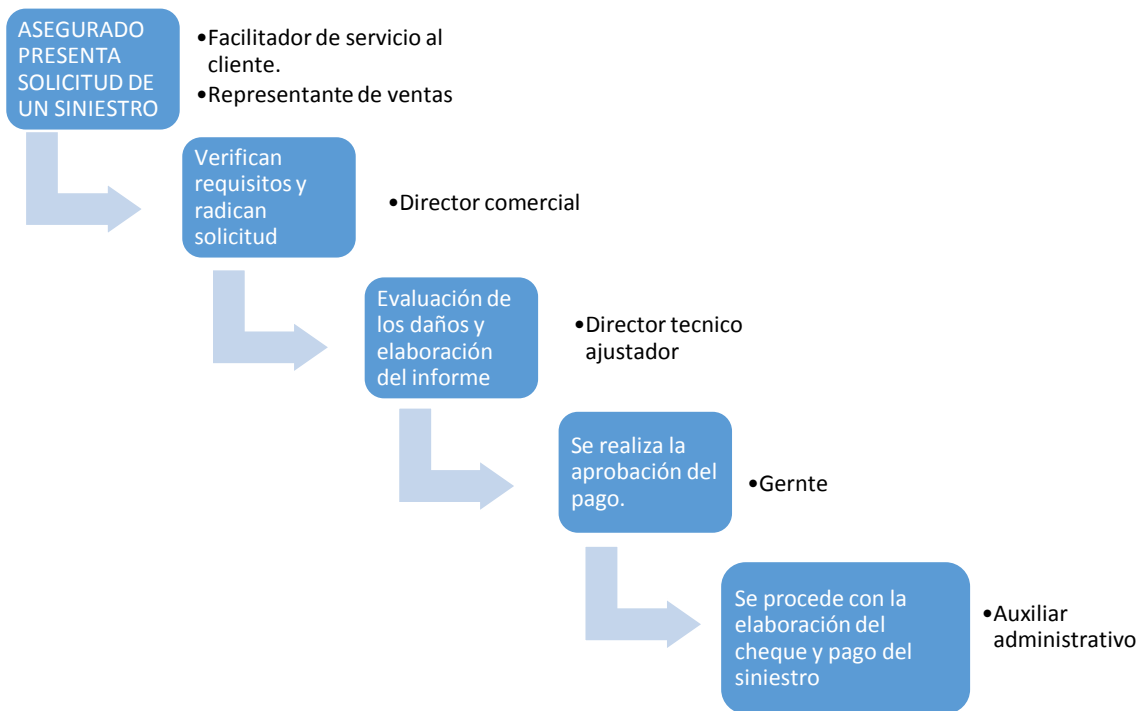 ASEGURADO
PRESENTA
SOLICITUD DE
UN SINIESTRO
•Facilitador de servicio al
cliente.
•Representante de ventas
Verifican
requisitos y
radican
solicitud
•Director comercial
Evaluación de
los daños y
elaboración
del informe
•Director tecnico
ajustador
Se realiza la
aprobación del
pago.
•Gernte
Se procede con la
elaboración del
cheque y pago del
siniestro
•Auxiliar
administrativo